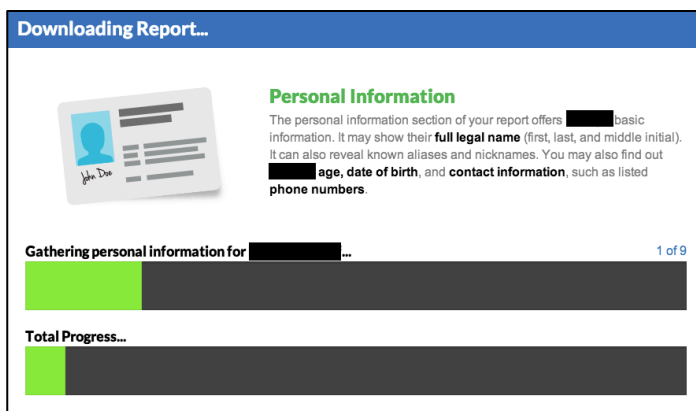 Downloading Report...
Personal Information
The personal information section of your report offers basic
information. It may show their full legal name (first, last, and middle initial).
It can also reveal known aliases and nicknames. You may also find out
age, date of birth, and contact information, such as listed
phone numbers.
John Doe
Gathering personal information for ...
1 of 9
Total Progress...